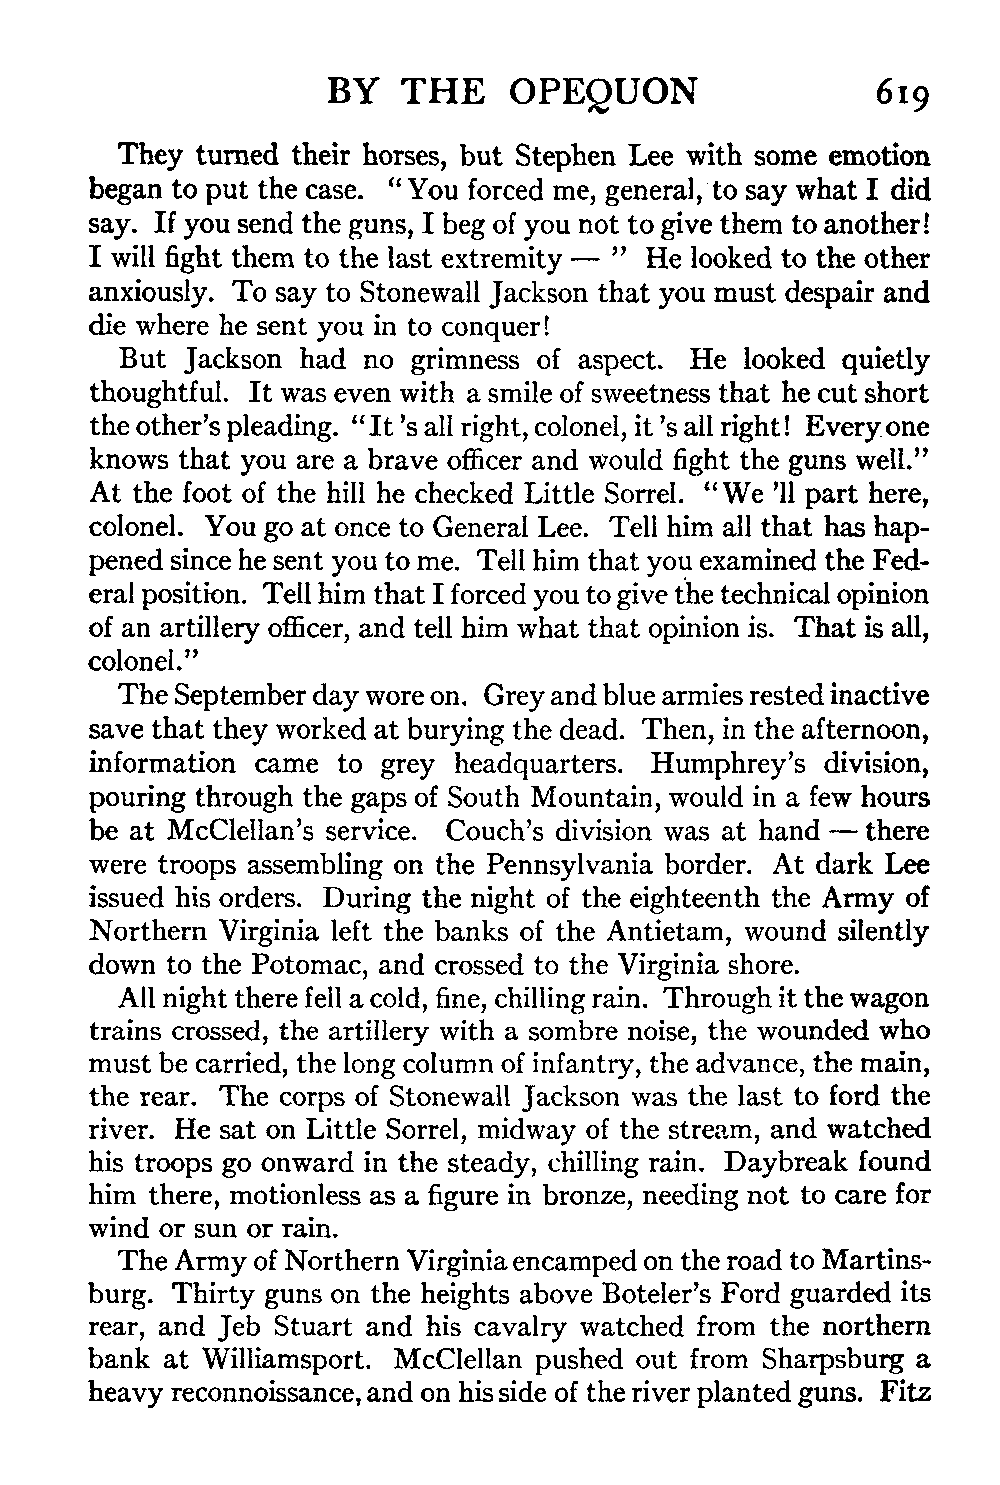 BY THE OPEQUON 619
They turned their horses, but Stephen Lee with some emotion
began to put the case. "You forced me, general, to say what I did
say. If you send the guns, I beg of you not to give them to another!
I will fight them to the last extremity — " He looked to the other
anxiously. To say to Stonewall Jackson that you must despair and
die where he sent you in to conquer!
But Jackson had no grimness of aspect. He looked quietly
thoughtful. It was even with a smile of sweetness that he cut short
the other's pleading. "It 's all right, colonel, it 's all right! Every one
knows that you are a brave officer and would fight the guns well."
At the foot of the hill he checked Little Sorrel. "We 'll part here,
colonel. You go at once to General Lee. Tell him all that has hap-
pened since he sent you to me. Tell him that you examined the Fed-
eral position. Tell him that I forced you to give the technical opinion
of an artillery officer, and tell him what that opinion is. That is all,
colonel."
The September day wore on. Grey and blue armies rested inactive
save that they worked at burying the dead. Then, in the afternoon,
information came to grey headquarters. Humphrey's division,
pouring through the gaps of South Mountain, would in a few hours
be at McClellan's service. Couch's division was at hand — there
were troops assembling on the Pennsylvania border. At dark Lee
issued his orders. During the night of the eighteenth the Army of
Northern Virginia left the banks of the Antietam, wound silently
down to the Potomac, and crossed to the Virginia shore.
All night there fell a cold, fine, chilling rain. Through it the wagon
trains crossed, the artillery with a sombre noise, the wounded who
must be carried, the long column of infantry, the advance, the main,
the rear. The corps of Stonewall Jackson was the last to ford the
river. He sat on Little Sorrel, midway of the stream, and watched
his troops go onward in the steady, chilling rain. Daybreak found
him there, motionless as a figure in bronze, needing not to care for
wind or sun or rain.
The Army of Northern Virginia encamped on the road to Martins-
burg. Thirty guns on the heights above Boteler's Ford guarded its
rear, and Jeb Stuart and his cavalry watched from the northern
bank at Williamsport. McClellan pushed out from Sharpsburg a
heavy reconnoissance, and on his side of the river planted guns. Fitz